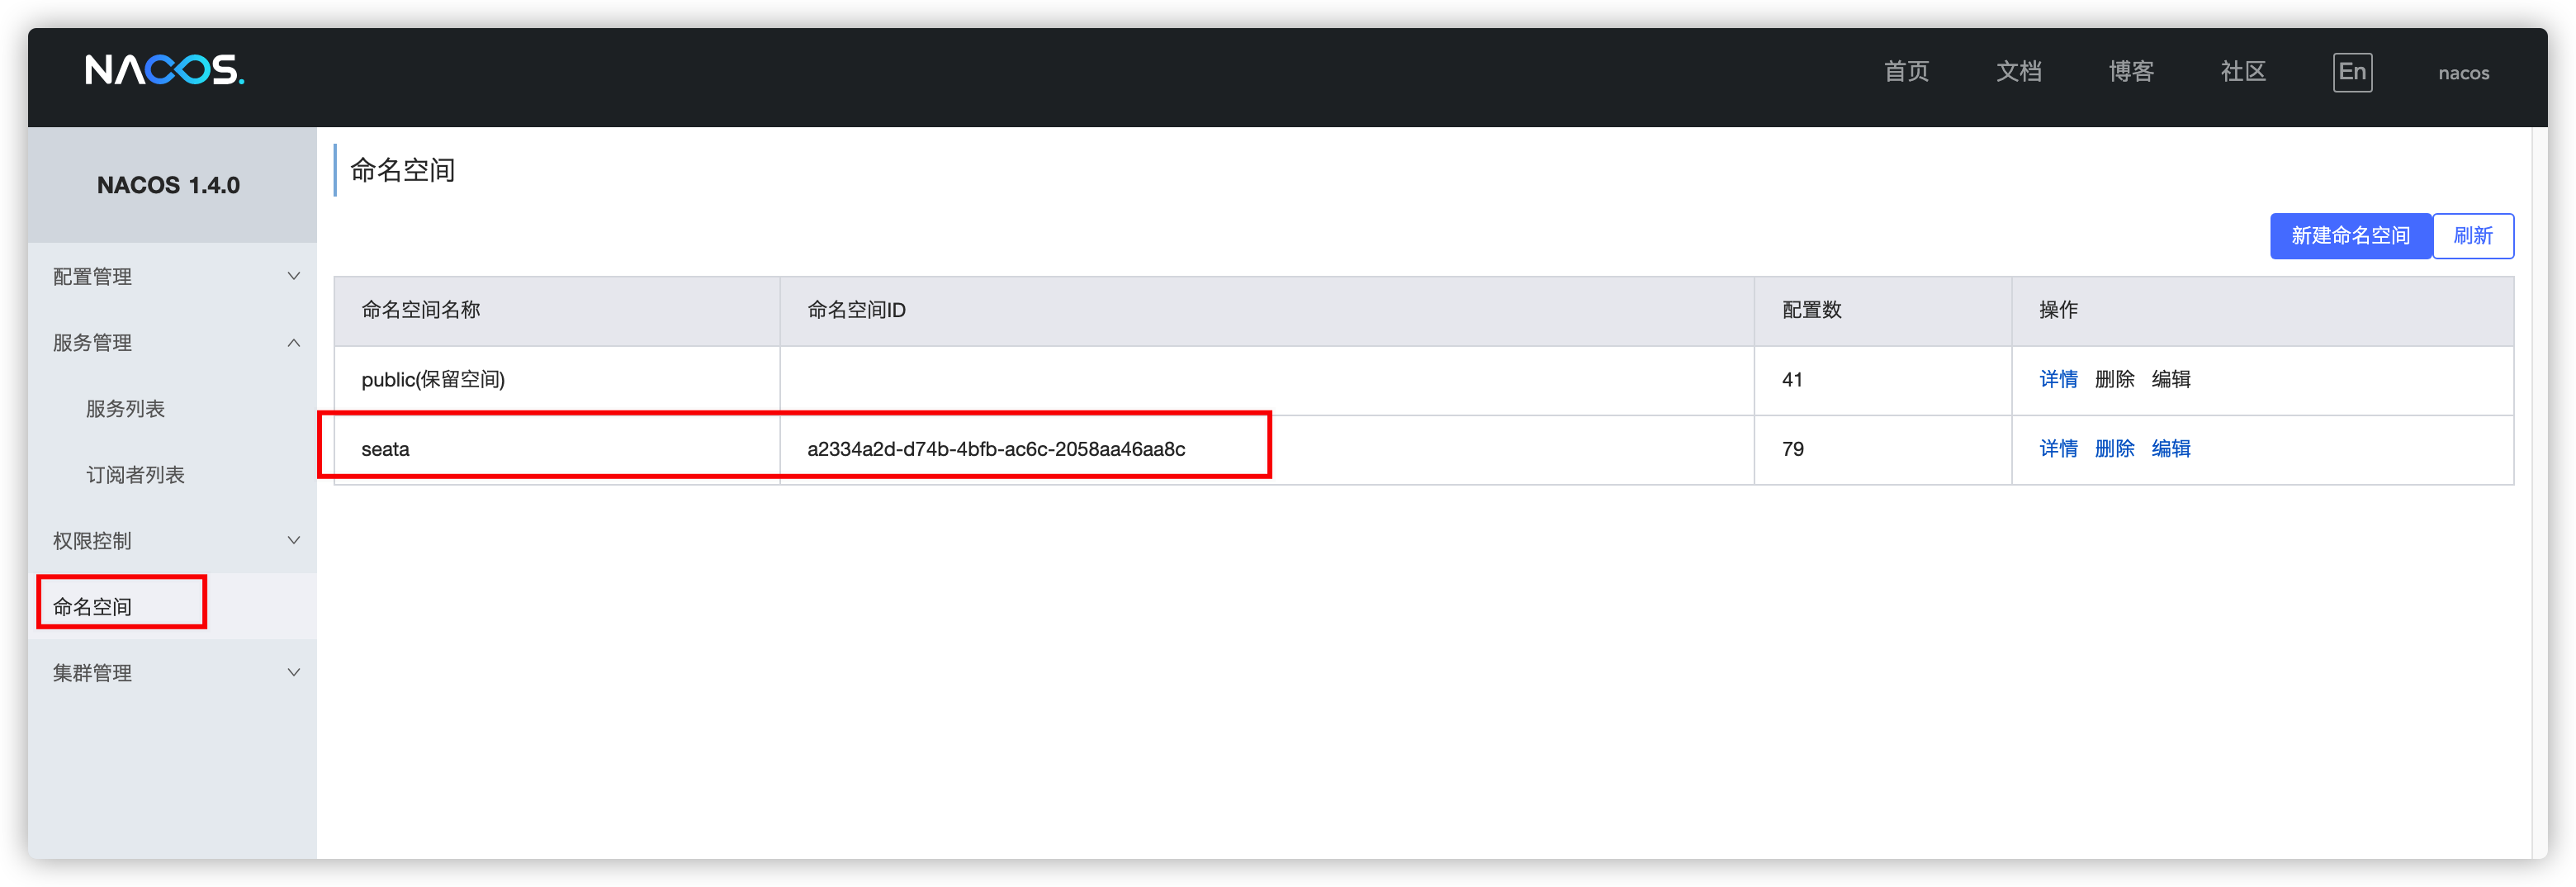 NACOS.
首页 文档 博客 社区 En nacos
NACOS 1.4.0
配置管理
服务管理
服务列表
订阅者列表
权限控制
命名空间
集群管理
命名空间
新建命名空间 刷新
命名空间名称 命名空间ID 配置数 操作
public(保留空间) 41 详情 删除 编辑
seata a2334a2d-d74b-4bfb-ac6c-2058aa46aa8c 79 详情 删除 编辑